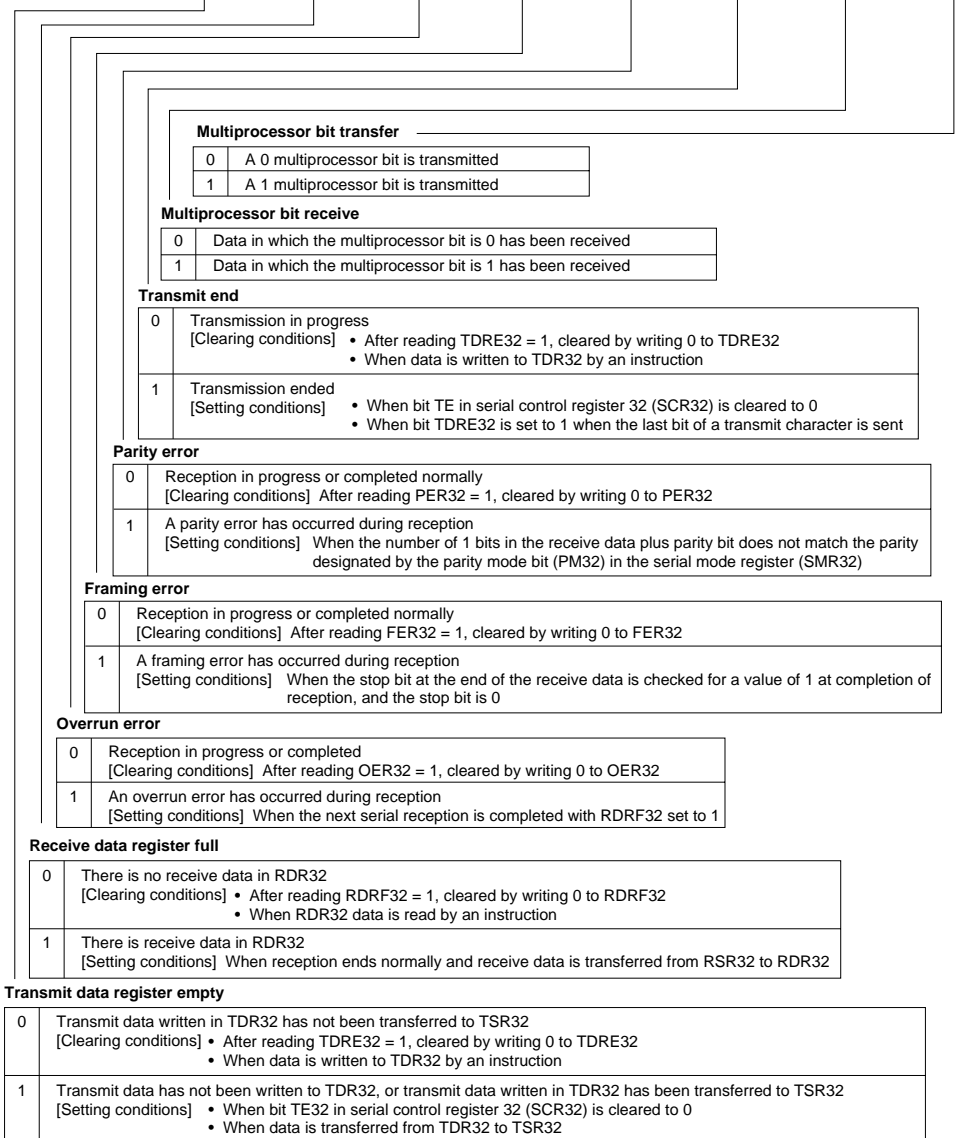 Multiprocessor bit transfer
0 A 0 multiprocessor bit is transmitted
1 A 1 multiprocessor bit is transmitted
Multiprocessor bit receive
0 Data in which the multiprocessor bit is 0 has been received
1 Data in which the multiprocessor bit is 1 has been received
Transmit end
0 Transmission in progress
[Clearing conditions] • After reading TDRE32 = 1, cleared by writing 0 to TDRE32
• When data is written to TDR32 by an instruction
1 Transmission ended
[Setting conditions] • When bit TE in serial control register 32 (SCR32) is cleared to 0
• When bit TDRE32 is set to 1 when the last bit of a transmit character is sent
Parity error
0 Reception in progress or completed normally
[Clearing conditions] After reading PER32 = 1, cleared by writing 0 to PER32
1 A parity error has occurred during reception
[Setting conditions] When the number of 1 bits in the receive data plus parity bit does not match the parity
designated by the parity mode bit (PM32) in the serial mode register (SMR32)
Framing error
0 Reception in progress or completed normally
[Clearing conditions] After reading FER32 = 1, cleared by writing 0 to FER32
1 A framing error has occurred during reception
[Setting conditions] When the stop bit at the end of the receive data is checked for a value of 1 at completion of
reception, and the stop bit is 0
Overrun error
0 Reception in progress or completed
[Clearing conditions] After reading OER32 = 1, cleared by writing 0 to OER32
1 An overrun error has occurred during reception
[Setting conditions] When the next serial reception is completed with RDRF32 set to 1
Receive data register full
0 There is no receive data in RDR32
[Clearing conditions] • After reading RDRF32 = 1, cleared by writing 0 to RDRF32
• When RDR32 data is read by an instruction
1 There is receive data in RDR32
[Setting conditions] When reception ends normally and receive data is transferred from RSR32 to RDR32
Transmit data register empty
0 Transmit data written in TDR32 has not been transferred to TSR32
[Clearing conditions] • After reading TDRE32 = 1, cleared by writing 0 to TDRE32
• When data is written to TDR32 by an instruction
1 Transmit data has not been written to TDR32, or transmit data written in TDR32 has been transferred to TSR32
[Setting conditions] • When bit TE32 in serial control register 32 (SCR32) is cleared to 0
• When data is transferred from TDR32 to TSR32